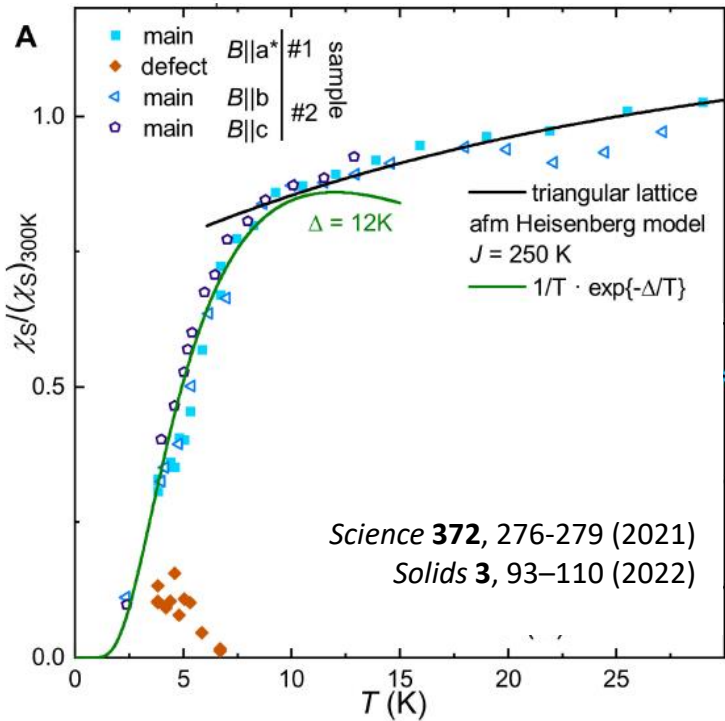 A
main B||a* #1
defect
main B||b #2
main B||c
sample
1.0
0.5
0.0
χS/(χS)300K
Δ = 12K
triangular lattice
afm Heisenberg model
J = 250 K
1/T · exp{-Δ/T}
Science 372, 276-279 (2021)
Solids 3, 93–110 (2022)
0 5 10 15 20 25
T (K)